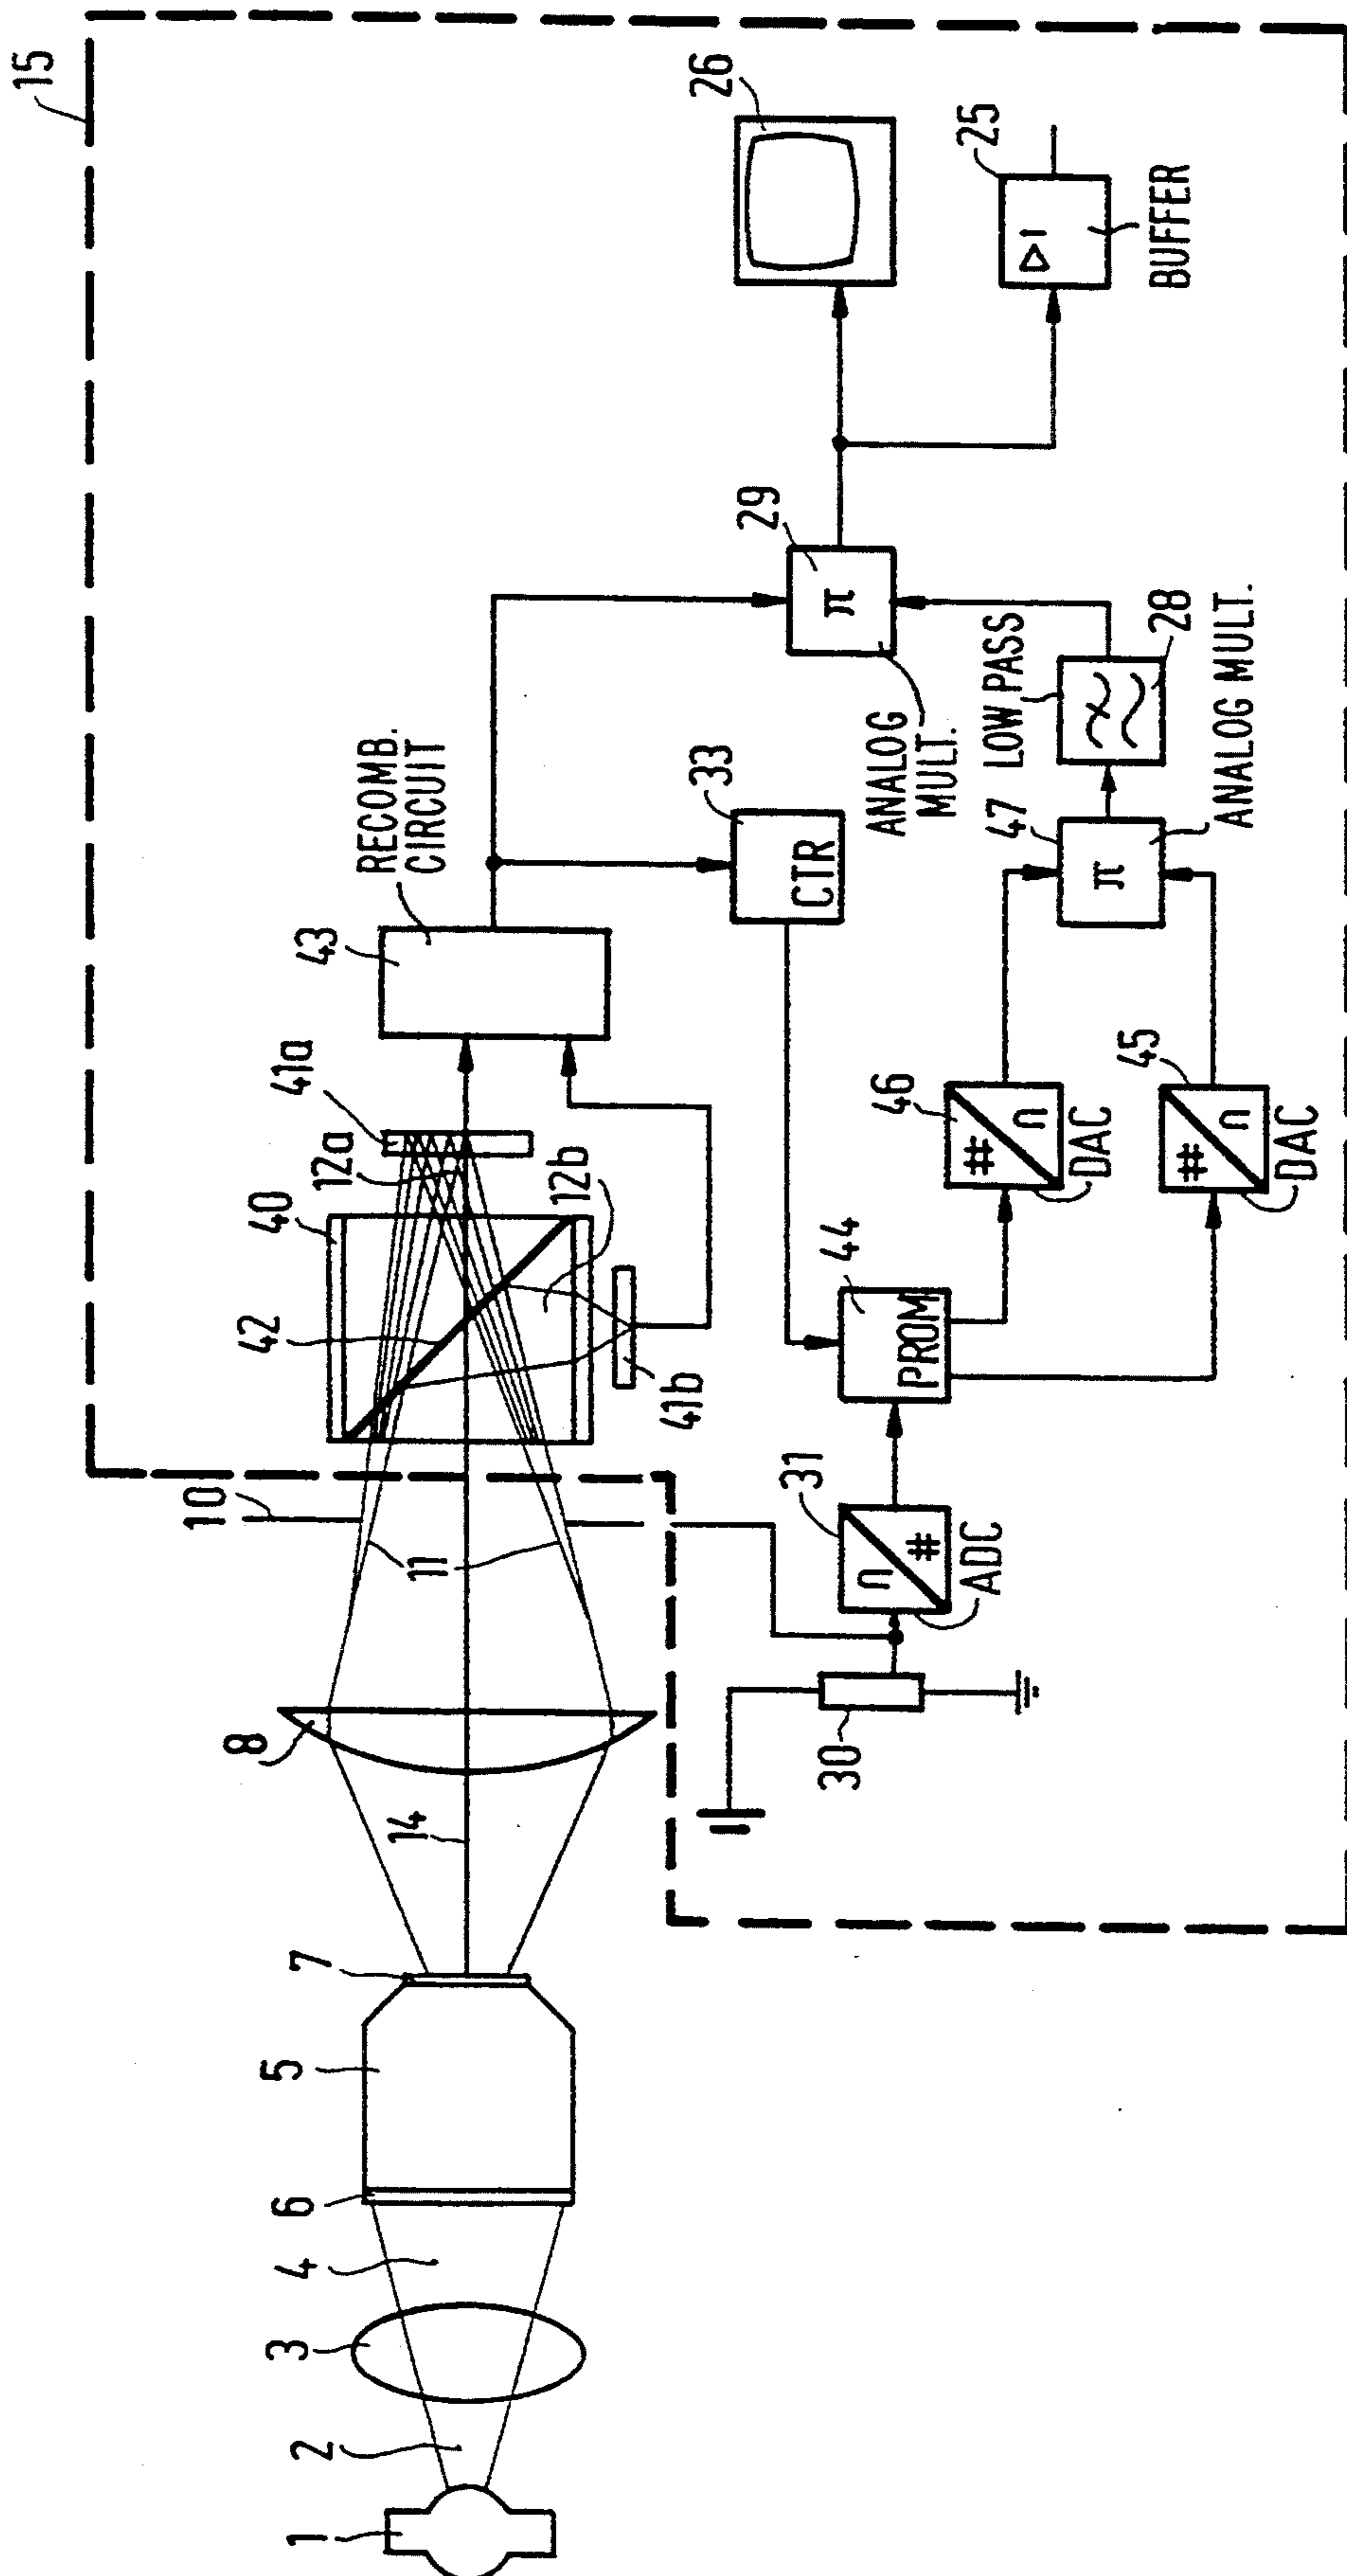 15
26
25
BUFFER
29
π
ANALOG
MULT.
LOW PASS
28
ANALOG MULT.
47
π
RECOMB.
CIRCUIT
43
33
CTR
41a
12a
12b
40
42
41b
46
#
n
DAC
45
#
n
DAC
44
PROM
31
n
#
ADC
30
10
11
8
14
7
5
6
4
3
2
1
▷1